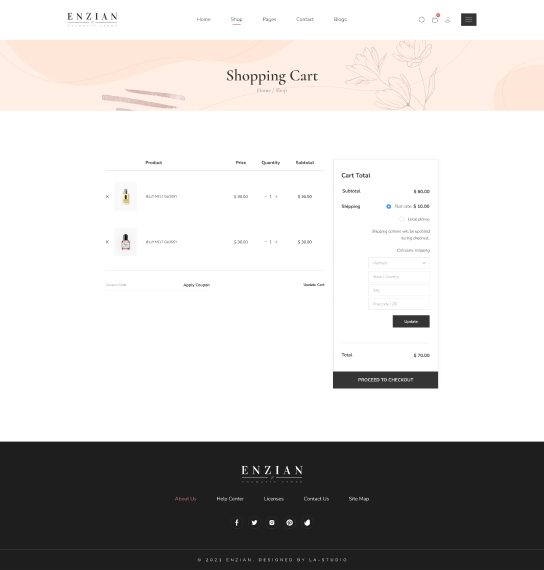 ENZIAN
Home Shop Pages Contact Blogs
Shopping Cart
Home / Shop
Product Price Quantity Subtotal
× JELLY MELT GLOSSY $ 30.00 - 1 + $ 30.00
× JELLY MELT GLOSSY $ 30.00 - 1 + $ 30.00
Coupon Code Apply Coupon Update Cart
Cart Total
Subtotal $ 60.00
Shipping Flat rate: $ 10.00
Local pickup
Shipping options will be updated
during checkout.
Calculate shipping
State / Country
City
Postcode / ZIP
Update
Total $ 70.00
PROCEED TO CHECKOUT
ENZIAN
About Us Help Center Licenses Contact Us Site Map
© 2021 ENZIAN. DESIGNED BY LA-STUDIO